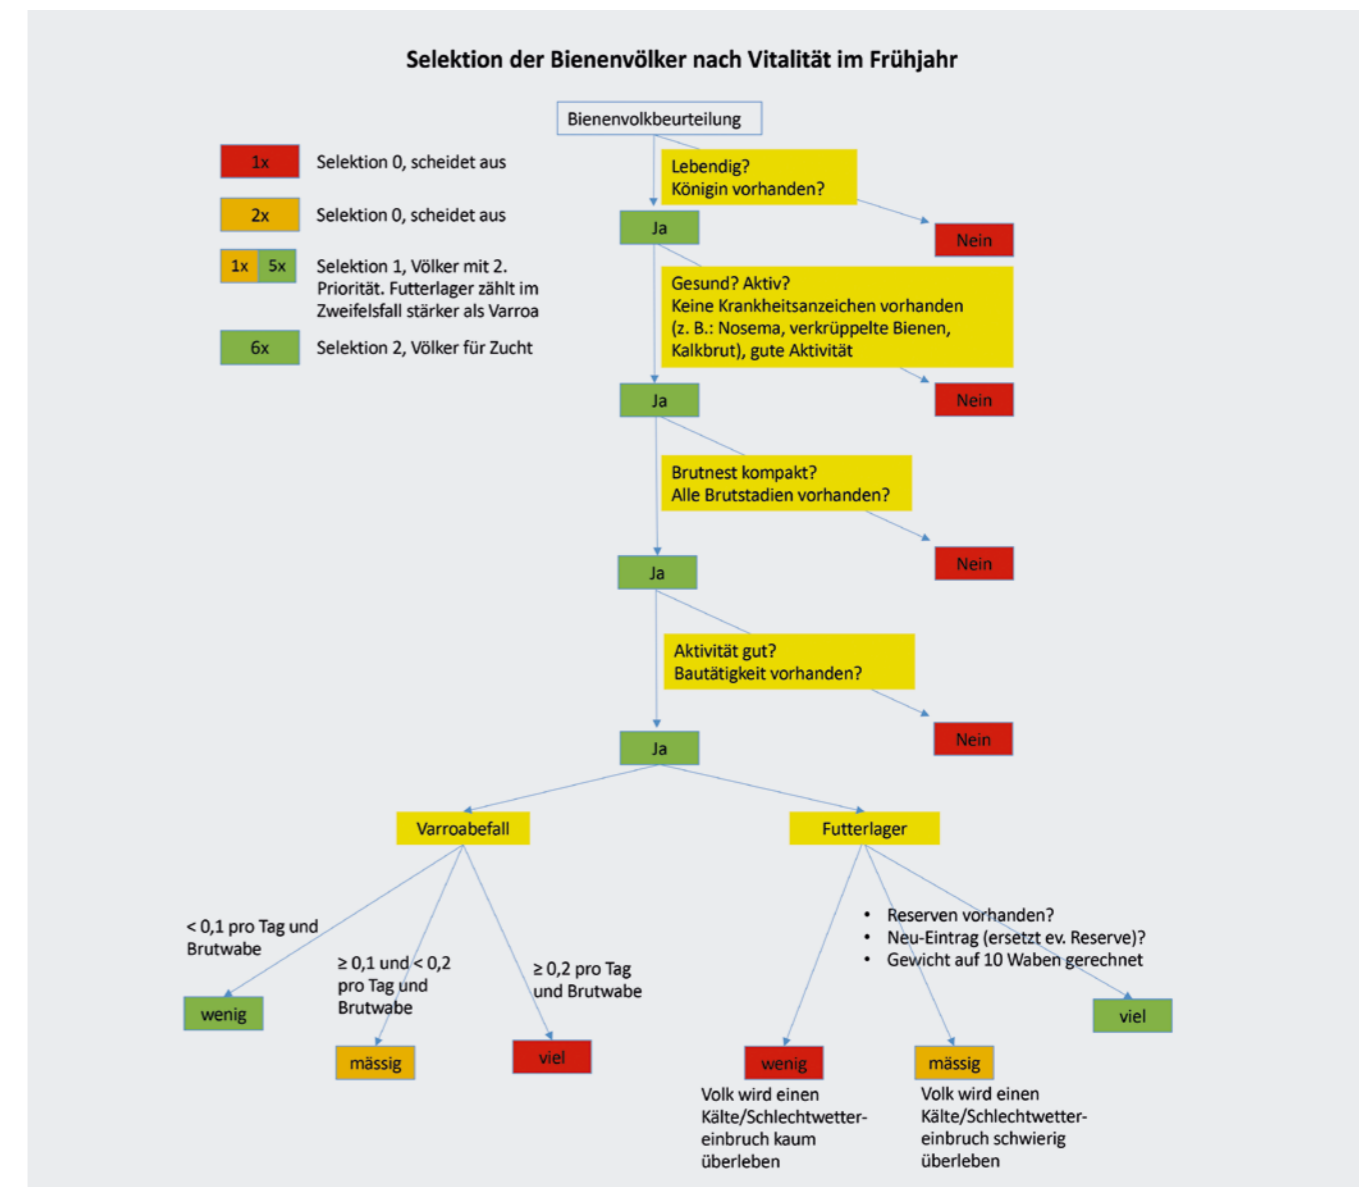 Selektion der Bienenvölker nach Vitalität im Frühjahr
Bienenvolkbeurteilung
1x
Selektion 0, scheidet aus
2x
Selektion 0, scheidet aus
1x
5x
Selektion 1, Völker mit 2.
Priorität. Futterlager zählt im
Zweifelsfall stärker als Varroa
6x
Selektion 2, Völker für Zucht
Lebendig?
Königin vorhanden?
Ja
Nein
Gesund? Aktiv?
Keine Krankheitsanzeichen vorhanden
(z. B.: Nosema, verkrüppelte Bienen,
Kalkbrut), gute Aktivität
Ja
Nein
Brutnest kompakt?
Alle Brutstadien vorhanden?
Ja
Nein
Aktivität gut?
Bautätigkeit vorhanden?
Ja
Nein
Varroabefall
Futterlager
< 0,1 pro Tag und
Brutwabe
≥ 0,1 und < 0,2
pro Tag und
Brutwabe
≥ 0,2 pro Tag
und Brutwabe
• Reserven vorhanden?
• Neu-Eintrag (ersetzt ev. Reserve)?
• Gewicht auf 10 Waben gerechnet
wenig
mässig
viel
wenig
mässig
viel
Volk wird einen
Kälte/Schlechtwetter-
einbruch kaum
überleben
Volk wird einen
Kälte/Schlechtwetter-
einbruch schwierig
überleben